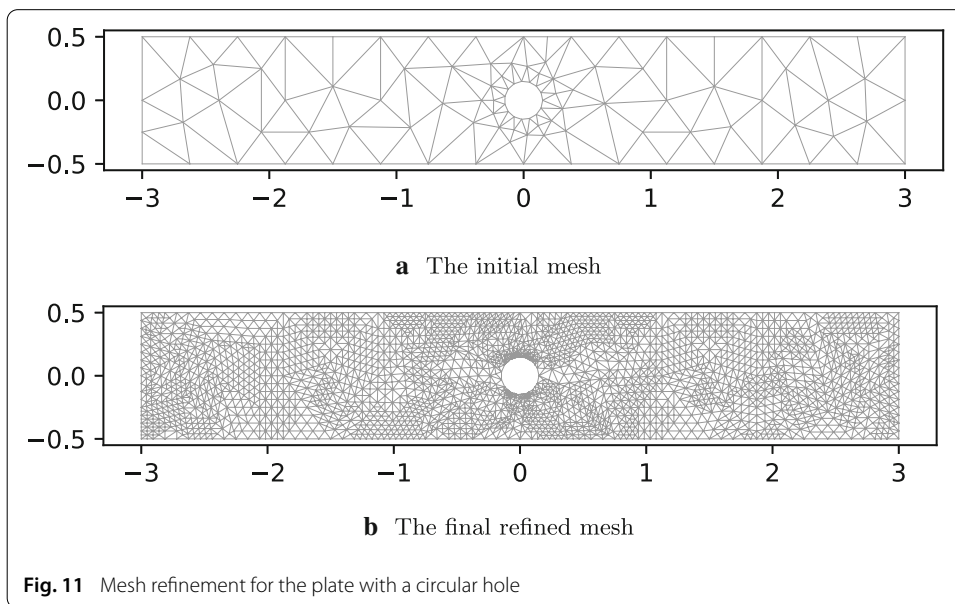 0.5
0.0
−0.5
−3 −2 −1 0 1 2 3
a The initial mesh
0.5
0.0
−0.5
−3 −2 −1 0 1 2 3
b The final refined mesh
Fig. 11 Mesh refinement for the plate with a circular hole